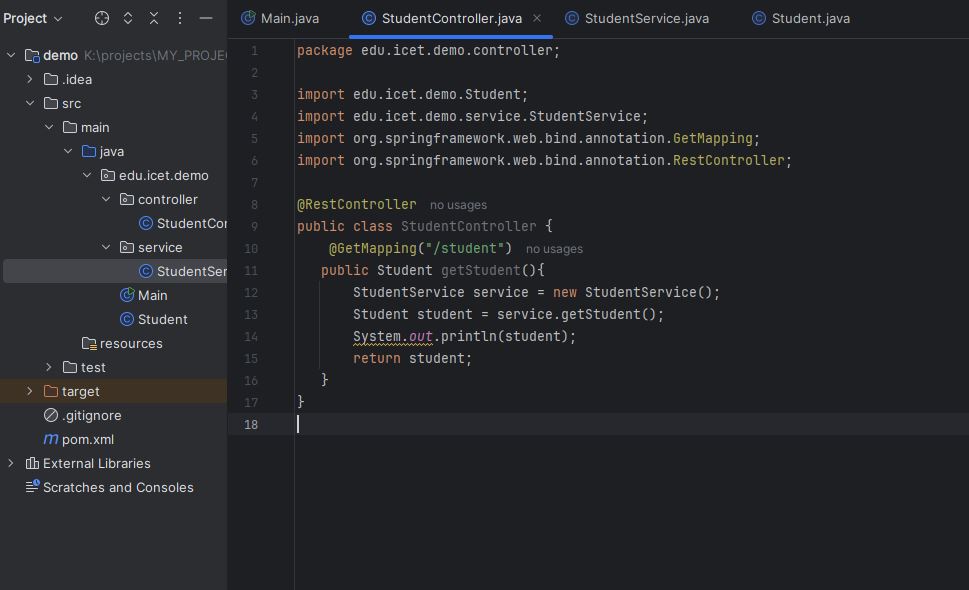 Project
Main.java StudentController.java StudentService.java Student.java
demo K:\projects\MY_PROJE
.idea
src
main
java
edu.icet.demo
controller
StudentCor
service
StudentSer
Main
Student
resources
test
target
.gitignore
pom.xml
External Libraries
Scratches and Consoles
1 package edu.icet.demo.controller;
2
3 import edu.icet.demo.Student;
4 import edu.icet.demo.service.StudentService;
5 import org.springframework.web.bind.annotation.GetMapping;
6 import org.springframework.web.bind.annotation.RestController;
7
8 @RestController no usages
9 public class StudentController {
10 @GetMapping("/student") no usages
11 public Student getStudent(){
12 StudentService service = new StudentService();
13 Student student = service.getStudent();
14 System.out.println(student);
15 return student;
16 }
17 }
18